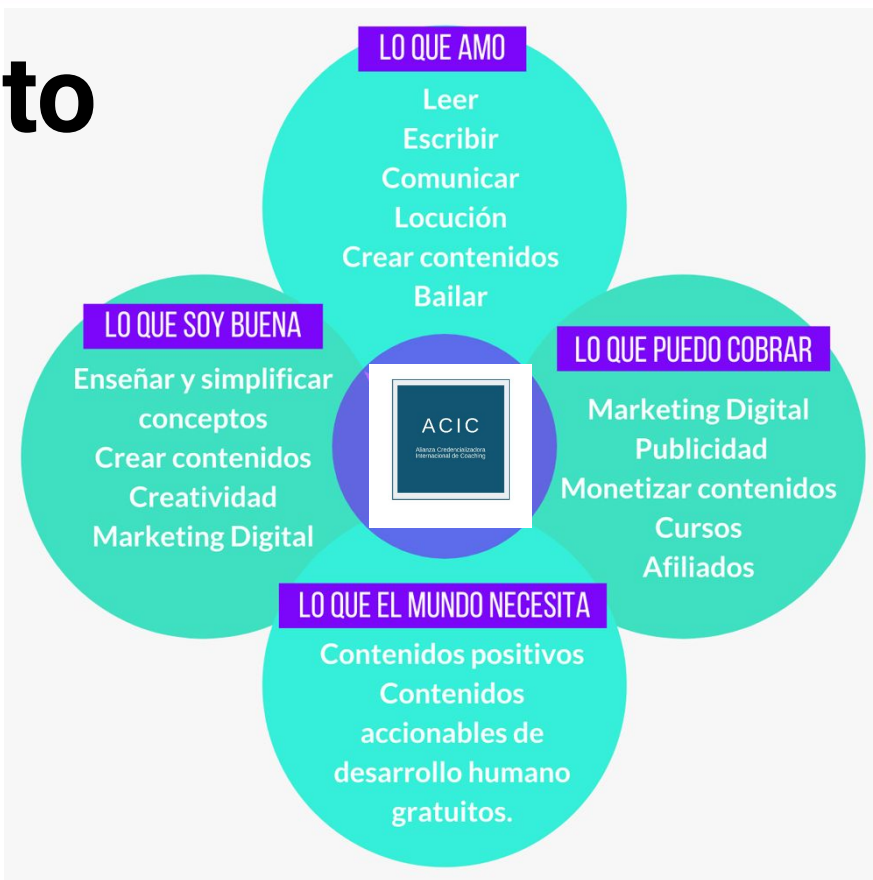 to
LO QUE AMO
Leer
Escribir
Comunicar
Locución
Crear contenidos
Bailar
LO QUE SOY BUENA
Enseñar y simplificar
conceptos
Crear contenidos
Creatividad
Marketing Digital
ACIC
Alianza Credencializadora
Internacional de Coaching
LO QUE PUEDO COBRAR
Marketing Digital
Publicidad
Monetizar contenidos
Cursos
Afiliados
LO QUE EL MUNDO NECESITA
Contenidos positivos
Contenidos
accionables de
desarrollo humano
gratuitos.